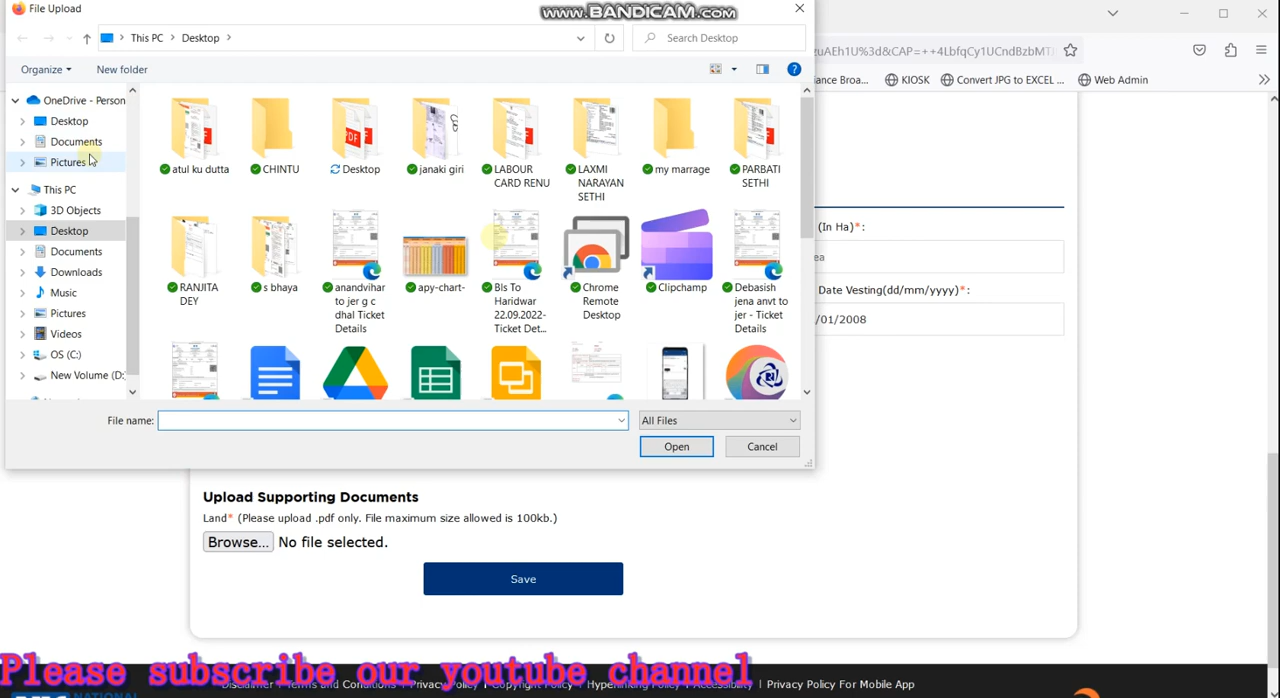 File Upload
www.BANDICAM.com
This PC > Desktop >
Search Desktop
Organize
New folder
OneDrive - Person
Desktop
Documents
Pictures
This PC
3D Objects
Desktop
Documents
Downloads
Music
Pictures
Videos
OS (C:)
New Volume (D:
atul ku dutta
CHINTU
Desktop
janaki giri
LABOUR
CARD RENU
LAXMI
NARAYAN
SETHI
my marrage
PARBATI
SETHI
RANJITA
DEY
s bhaya
anandvihar
to jer g c
dhal Ticket
Details
apy-chart-
Bls To
Haridwar
22.09.2022-
Ticket Det...
Chrome
Remote
Desktop
Clipchamp
Debasish
jena anvt to
jer - Ticket
Details
File name:
All Files
Open
Cancel
KIOSK
Convert JPG to EXCEL ...
Web Admin
(In Ha)*:
ea
Date Vesting(dd/mm/yyyy)*:
/01/2008
Upload Supporting Documents
Land* (Please upload .pdf only. File maximum size allowed is 100kb.)
Browse... No file selected.
Save
Please subscribe our youtube channel
Privacy Policy For Mobile App